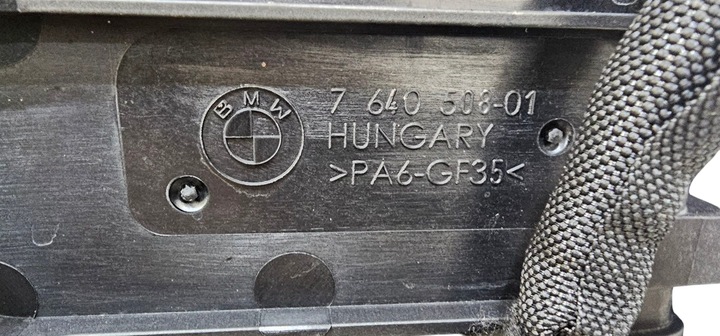 BMW
7 640 508-01
HUNGARY
>PA6-GF35<